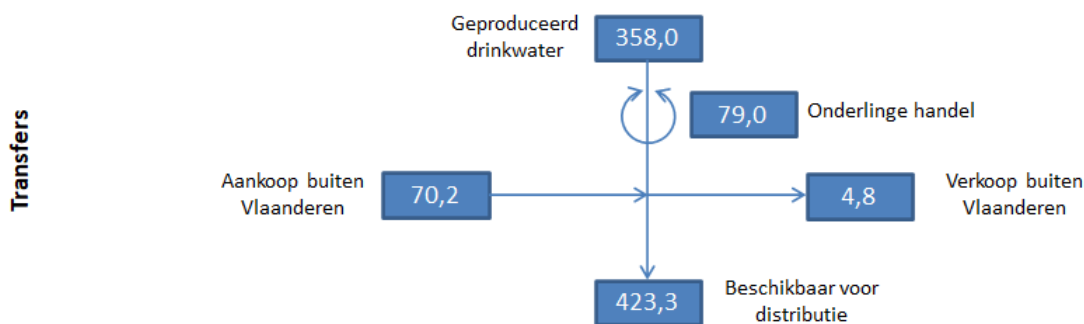 Geproduceerd
drinkwater
358,0
79,0
Onderlinge handel
Transfers
Aankoop buiten
Vlaanderen
70,2
4,8
Verkoop buiten
Vlaanderen
423,3
Beschikbaar voor
distributie